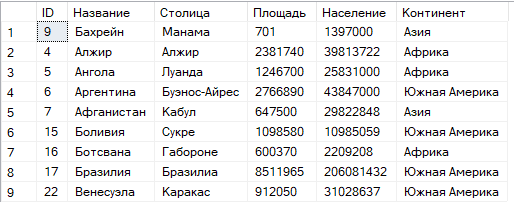 ID Название Столица Площадь Население Континент
1 9 Бахрейн Манама 701 1397000 Азия
2 4 Алжир Алжир 2381740 39813722 Африка
3 5 Ангола Луанда 1246700 25831000 Африка
4 6 Аргентина Буэнос-Айрес 2766890 43847000 Южная Америка
5 7 Афганистан Кабул 647500 29822848 Азия
6 15 Боливия Сукре 1098580 10985059 Южная Америка
7 16 Ботсвана Габороне 600370 2209208 Африка
8 17 Бразилия Бразилиа 8511965 206081432 Южная Америка
9 22 Венесуэла Каракас 912050 31028637 Южная Америка